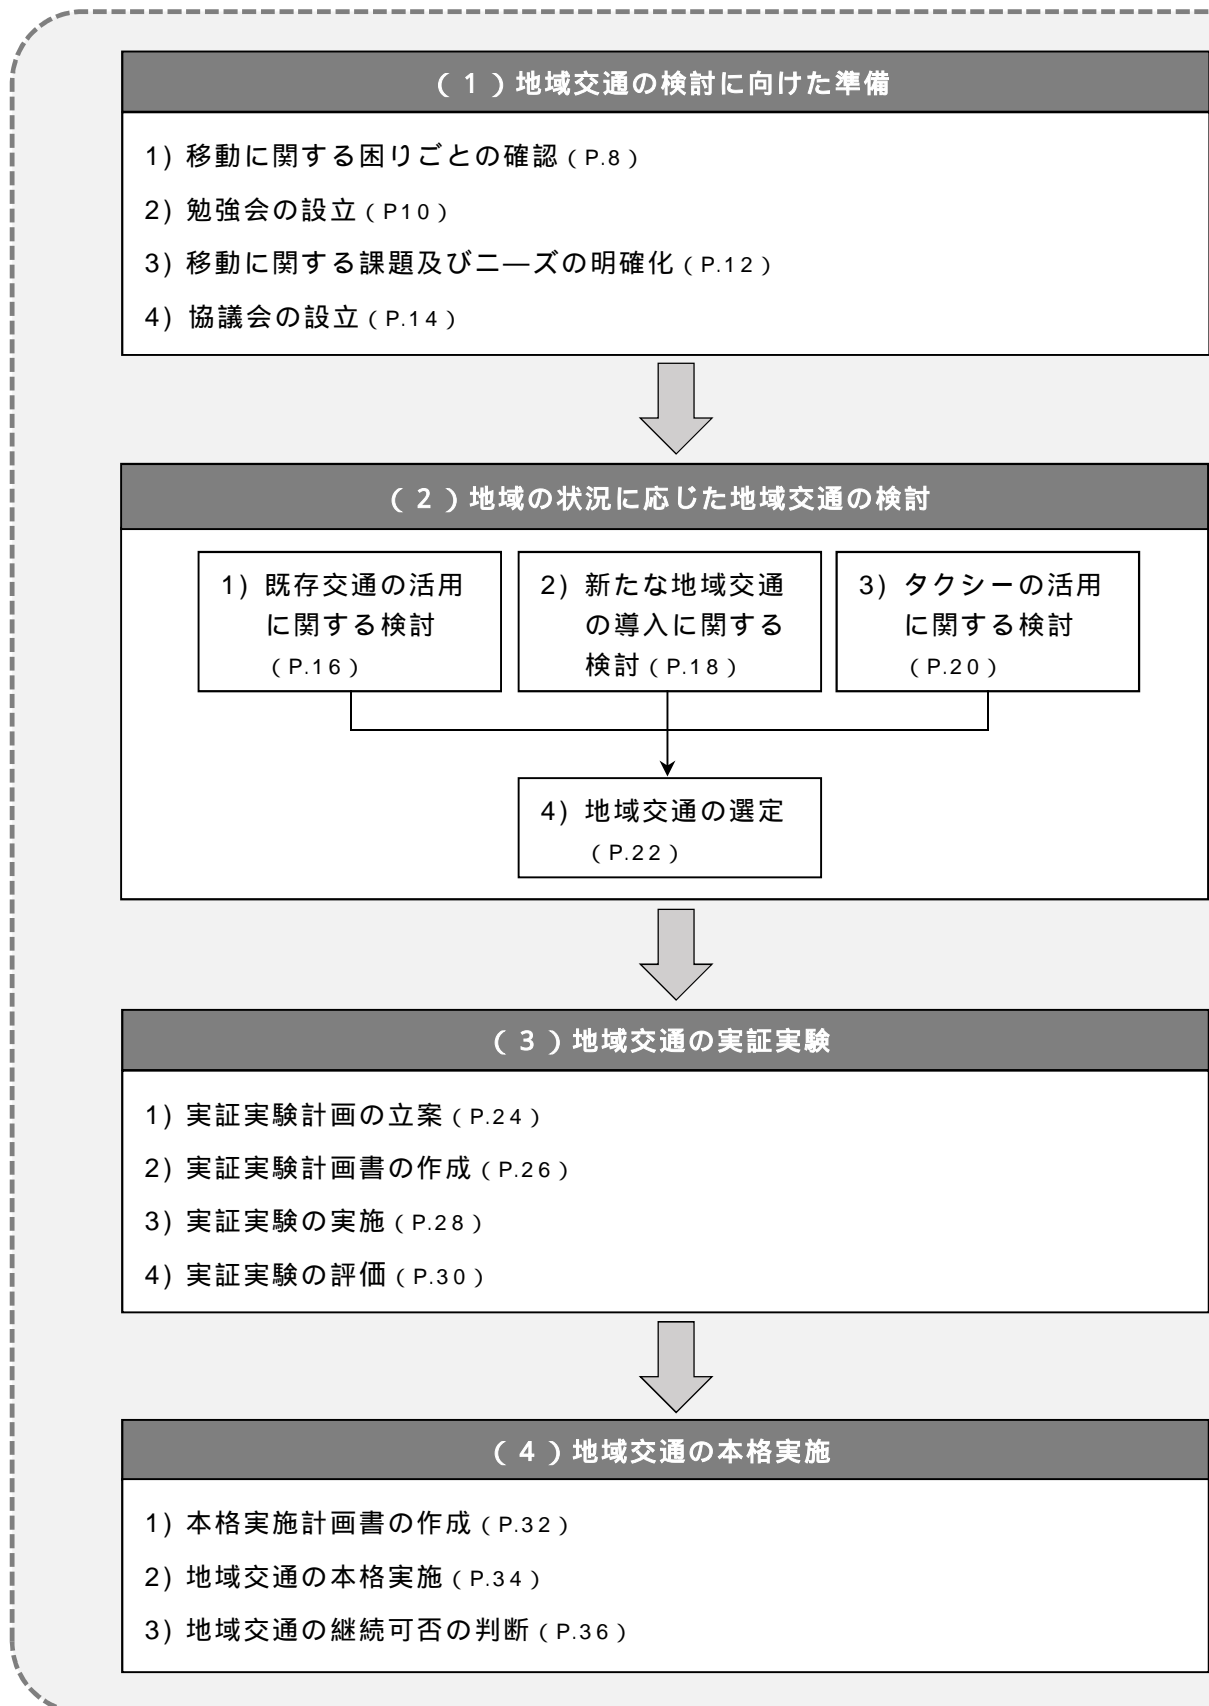 （１）地域交通の検討に向けた準備
1) 移動に関する困りごとの確認（P.8）
2) 勉強会の設立（P10）
3) 移動に関する課題及びニ―ズの明確化（P.12）
4) 協議会の設立（P.14）
（２）地域の状況に応じた地域交通の検討
1) 既存交通の活用
に関する検討
（P.16）
2) 新たな地域交通
の導入に関する
検討（P.18）
3) タクシーの活用
に関する検討
（P.20）
4) 地域交通の選定
（P.22）
（３）地域交通の実証実験
1) 実証実験計画の立案（P.24）
2) 実証実験計画書の作成（P.26）
3) 実証実験の実施（P.28）
4) 実証実験の評価（P.30）
（４）地域交通の本格実施
1) 本格実施計画書の作成（P.32）
2) 地域交通の本格実施（P.34）
3) 地域交通の継続可否の判断（P.36）